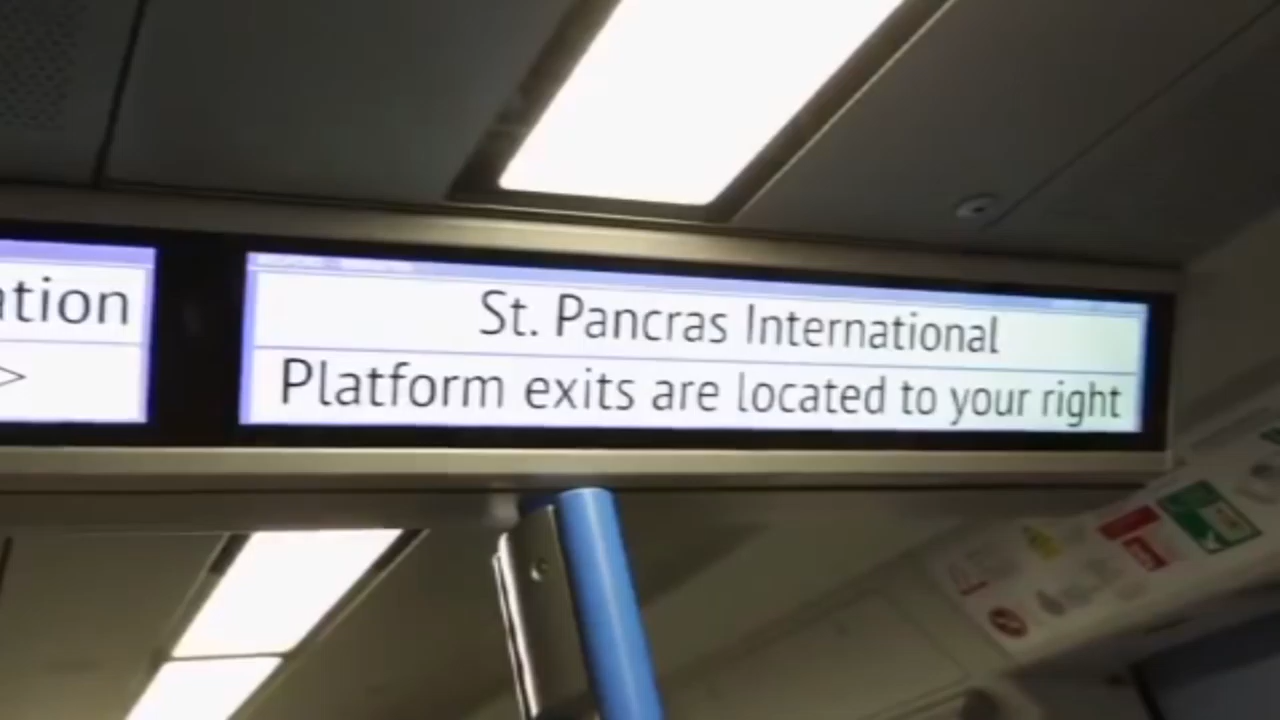 ation
>
St. Pancras International
Platform exits are located to your right